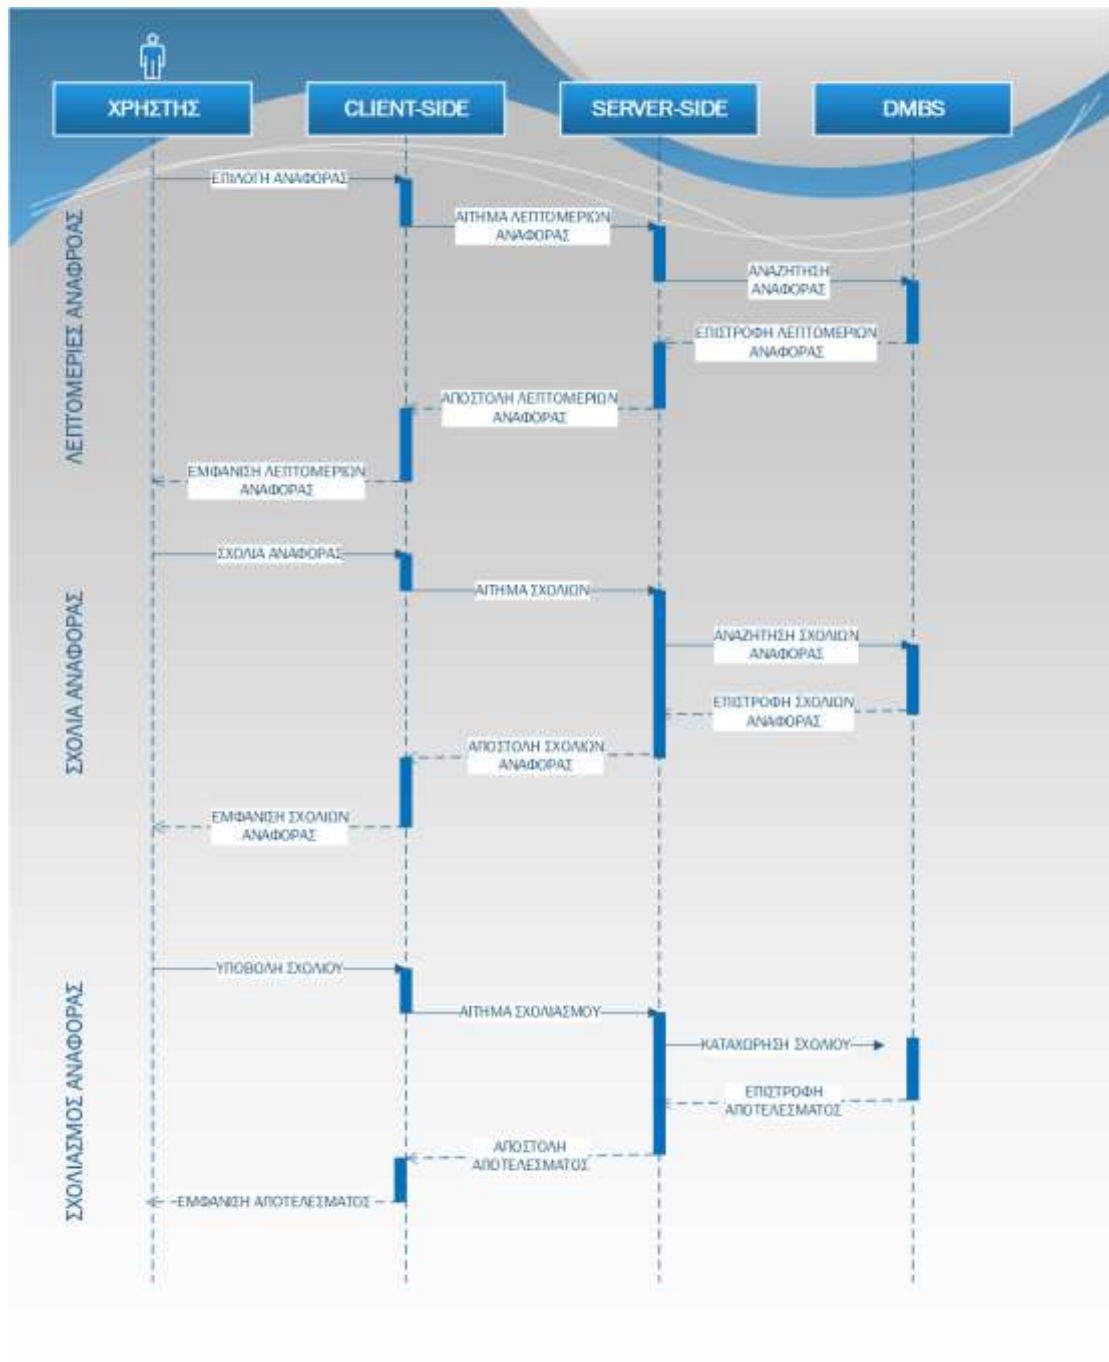 ΧΡΗΣΤΗΣ
CLIENT-SIDE
SERVER-SIDE
DMBS
ΛΕΠΤΟΜΕΡΙΕΣ ΑΝΑΦΡΟΑΣ
ΕΠΙΛΟΓΗ ΑΝΑΦΟΡΑΣ
ΑΙΤΗΜΑ ΛΕΠΤΟΜΕΡΙΩΝ
ΑΝΑΦΟΡΑΣ
ΑΝΑΖΗΤΗΣΗ
ΑΝΑΦΟΡΑΣ
ΕΠΙΣΤΡΟΦΗ ΛΕΠΤΟΜΕΡΙΩΝ
ΑΝΑΦΟΡΑΣ
ΑΠΟΣΤΟΛΗ ΛΕΠΤΟΜΕΡΙΩΝ
ΑΝΑΦΟΡΑΣ
ΕΜΦΑΝΙΣΗ ΛΕΠΤΟΜΕΡΙΩΝ
ΑΝΑΦΟΡΑΣ
ΣΧΟΛΙΑ ΑΝΑΦΟΡΑΣ
ΣΧΟΛΙΑ ΑΝΑΦΟΡΑΣ
ΑΙΤΗΜΑ ΣΧΟΛΙΩΝ
ΑΝΑΖΗΤΗΣΗ ΣΧΟΛΙΩΝ
ΑΝΑΦΟΡΑΣ
ΕΠΙΣΤΡΟΦΗ ΣΧΟΛΙΩΝ
ΑΝΑΦΟΡΑΣ
ΑΠΟΣΤΟΛΗ ΣΧΟΛΙΩΝ
ΑΝΑΦΟΡΑΣ
ΕΜΦΑΝΙΣΗ ΣΧΟΛΙΩΝ
ΑΝΑΦΟΡΑΣ
ΣΧΟΛΙΑΣΜΟΣ ΑΝΑΦΟΡΑΣ
ΥΠΟΒΟΛΗ ΣΧΟΛΙΟΥ
ΑΙΤΗΜΑ ΣΧΟΛΙΑΣΜΟΥ
ΚΑΤΑΧΩΡΗΣΗ ΣΧΟΛΙΟΥ
ΕΠΙΣΤΡΟΦΗ
ΑΠΟΤΕΛΕΣΜΑΤΟΣ
ΑΠΟΣΤΟΛΗ
ΑΠΟΤΕΛΕΣΜΑΤΟΣ
ΕΜΦΑΝΙΣΗ ΑΠΟΤΕΛΕΣΜΑΤΟΣ